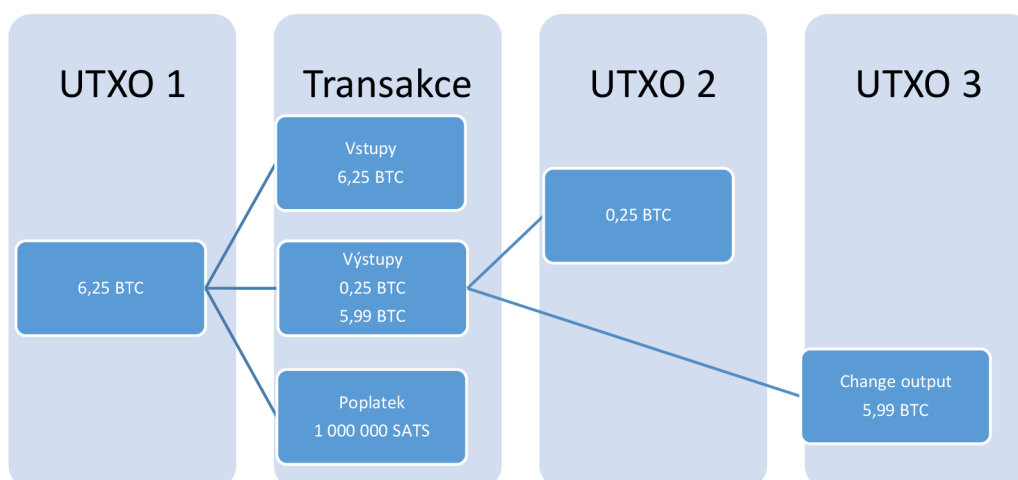 UTXO 1
Transakce
UTXO 2
UTXO 3
Vstupy
6,25 BTC
0,25 BTC
6,25 BTC
Výstupy
0,25 BTC
5,99 BTC
Change output
5,99 BTC
Poplatek
1 000 000 SATS